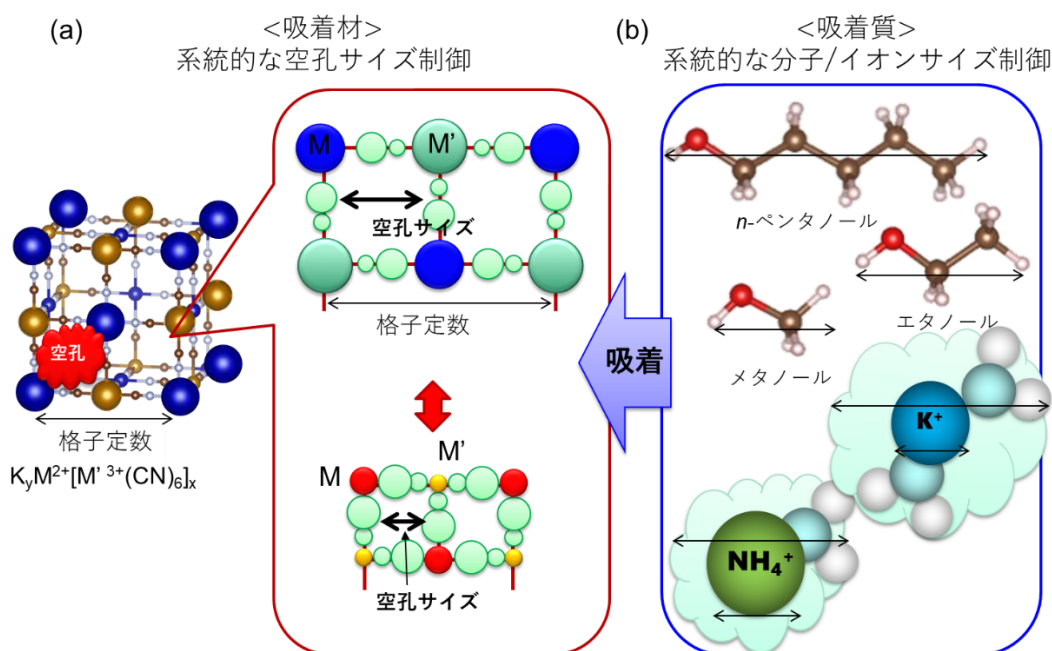 (a)
<吸着材>
系統的な空孔サイズ制御
M
M'
空孔サイズ
格子定数
空孔
格子定数
KyM2+[M' 3+(CN)6]x
M'
M
空孔サイズ
吸着
(b)
<吸着質>
系統的な分子/イオンサイズ制御
n-ペンタノール
エタノール
メタノール
K+
NH4+